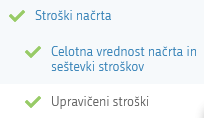 Stroški načrta
Celotna vrednost načrta in
seštevki stroškov
Upravičeni stroški